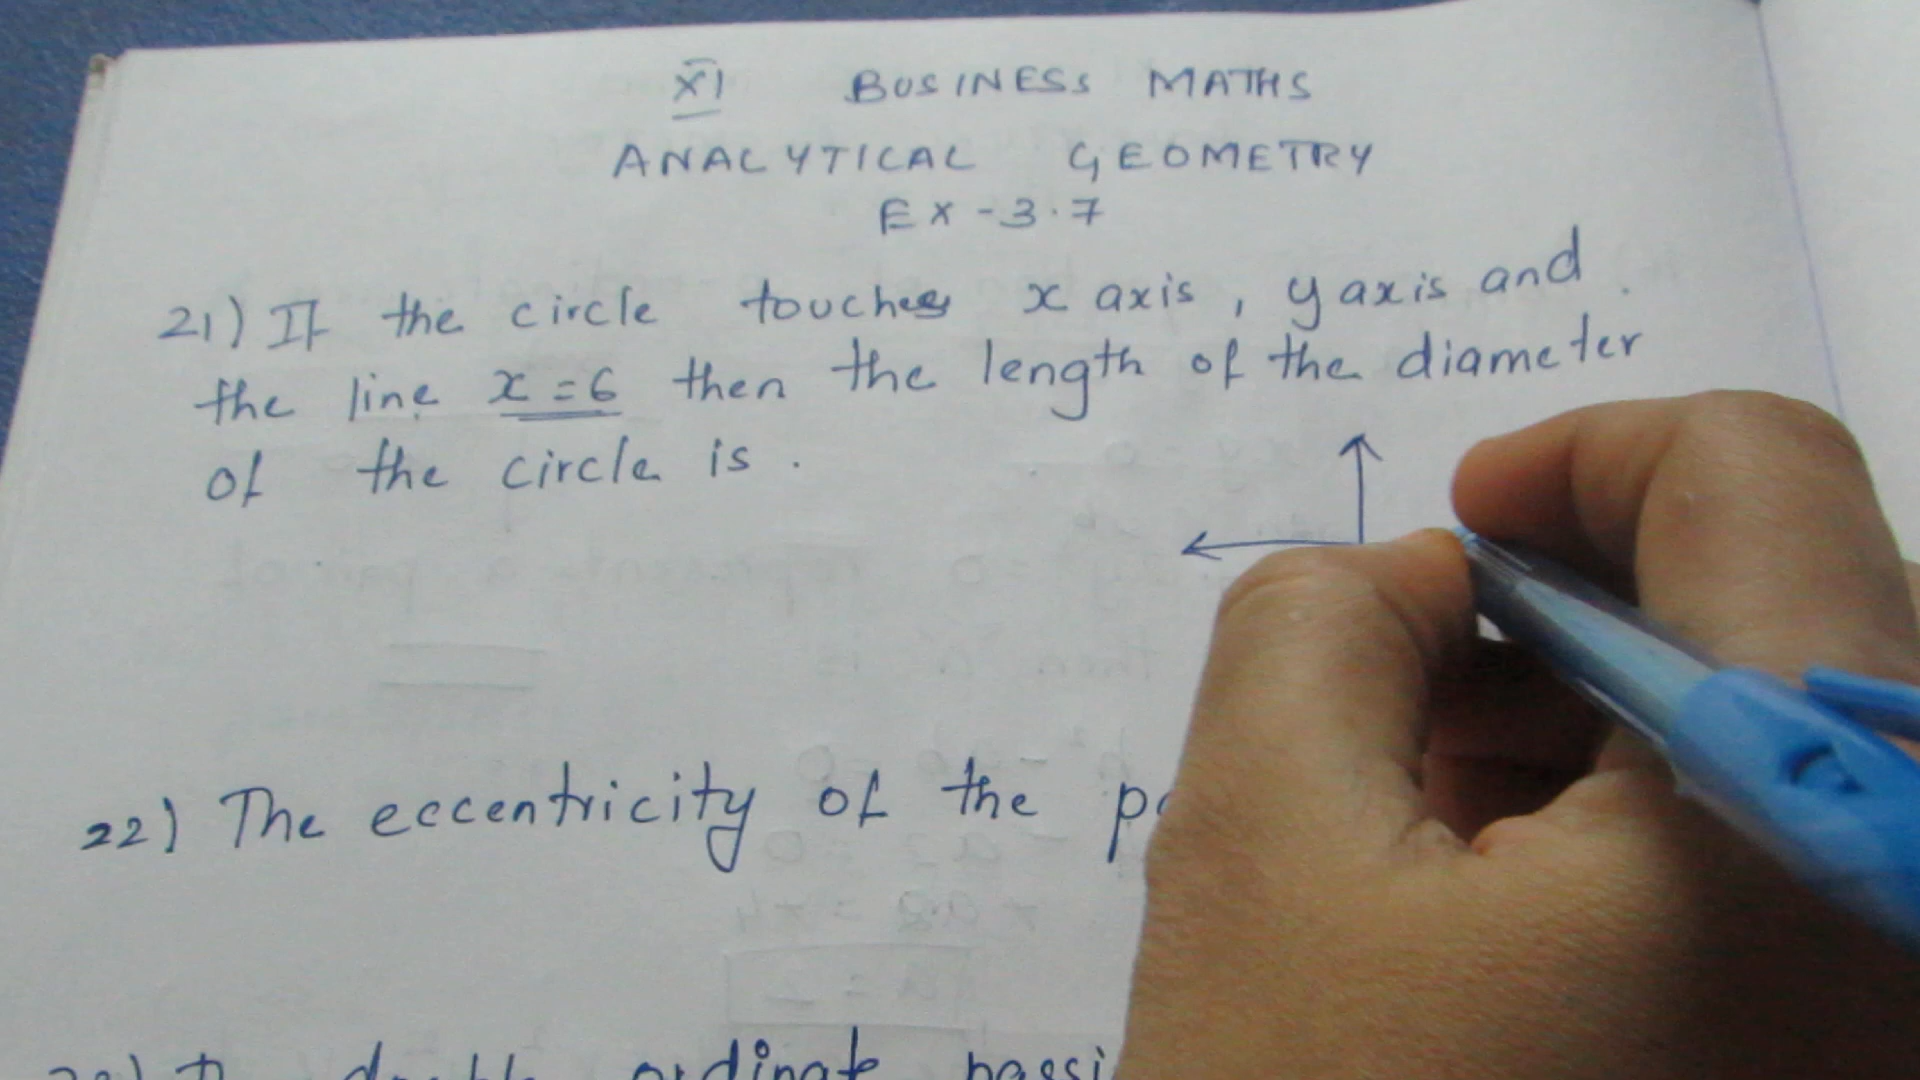 XI BUSINESS MATHS
ANALYTICAL GEOMETRY
EX - 3.7
21) If the circle touches x axis, y axis and
the line x = 6 then the length of the diameter
of the circle is .
22) The eccentricity of the
ordinate